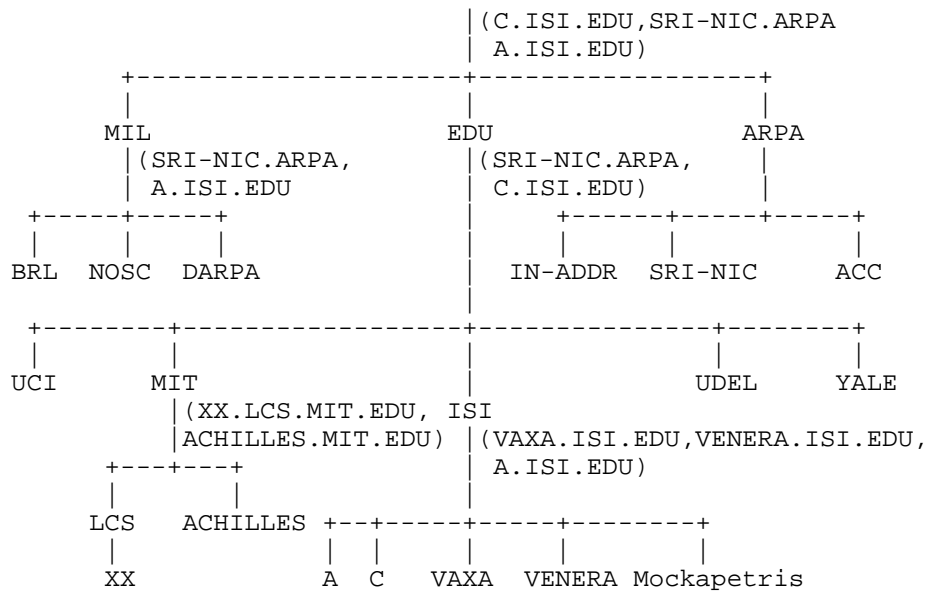 (C.ISI.EDU,SRI-NIC.ARPA
A.ISI.EDU)
MIL EDU ARPA
(SRI-NIC.ARPA, (SRI-NIC.ARPA,
A.ISI.EDU C.ISI.EDU)
BRL NOSC DARPA IN-ADDR SRI-NIC ACC
UCI MIT UDEL YALE
(XX.LCS.MIT.EDU, ISI
ACHILLES.MIT.EDU) (VAXA.ISI.EDU,VENERA.ISI.EDU,
A.ISI.EDU)
LCS ACHILLES
XX A C VAXA VENERA Mockapetris